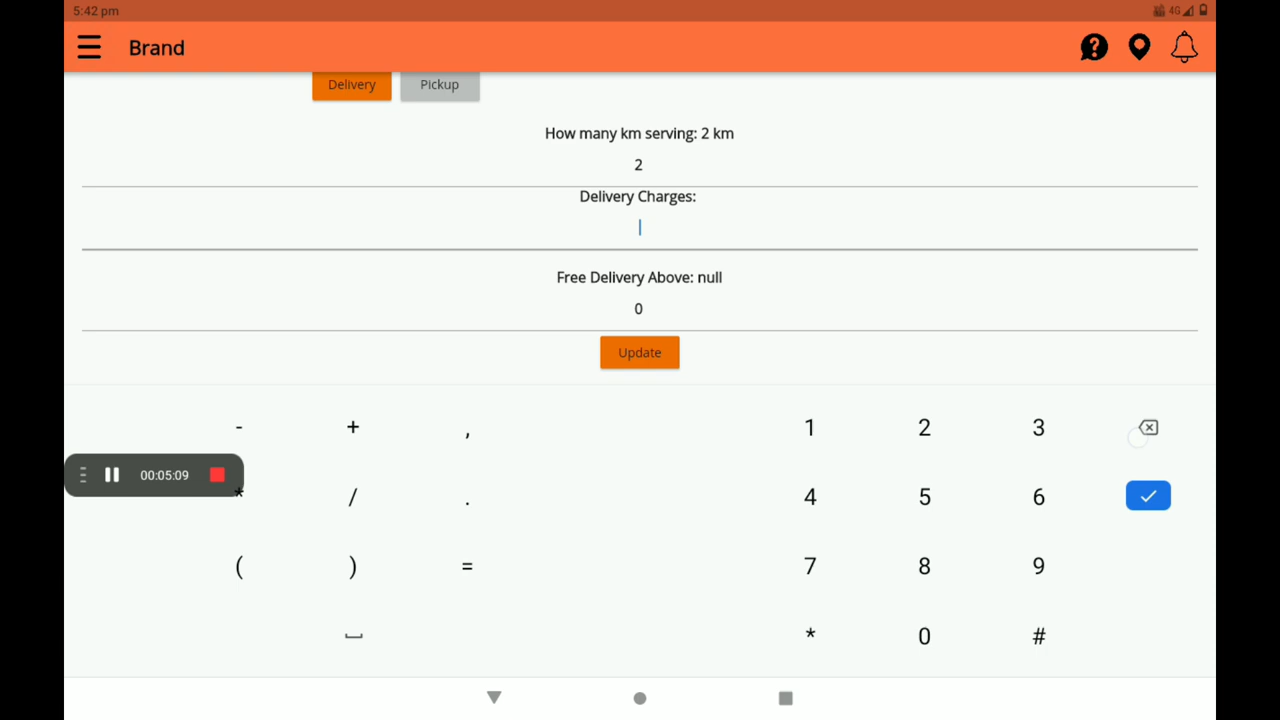 5:42 pm 4G
Brand
Delivery Pickup
How many km serving: 2 km
2
Delivery Charges:
Free Delivery Above: null
0
Update
- + , 1 2 3
00:05:09
* / . 4 5 6
( ) = 7 8 9
* 0 #